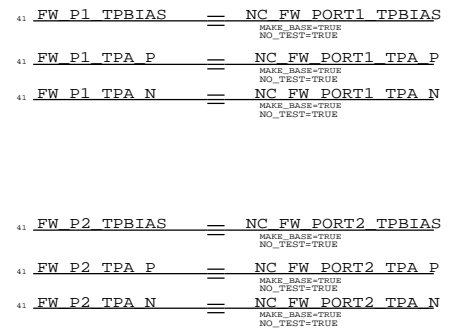 41 FW_P1_TPBIAS = NC_FW_PORT1_TPBIAS
MAKE_BASE=TRUE
NO_TEST=TRUE
41 FW_P1_TPA_P = NC_FW_PORT1_TPA_P
MAKE_BASE=TRUE
NO_TEST=TRUE
41 FW_P1_TPA_N = NC_FW_PORT1_TPA_N
MAKE_BASE=TRUE
NO_TEST=TRUE
41 FW_P2_TPBIAS = NC_FW_PORT2_TPBIAS
MAKE_BASE=TRUE
NO_TEST=TRUE
41 FW_P2_TPA_P = NC_FW_PORT2_TPA_P
MAKE_BASE=TRUE
NO_TEST=TRUE
41 FW_P2_TPA_N = NC_FW_PORT2_TPA_N
MAKE_BASE=TRUE
NO_TEST=TRUE